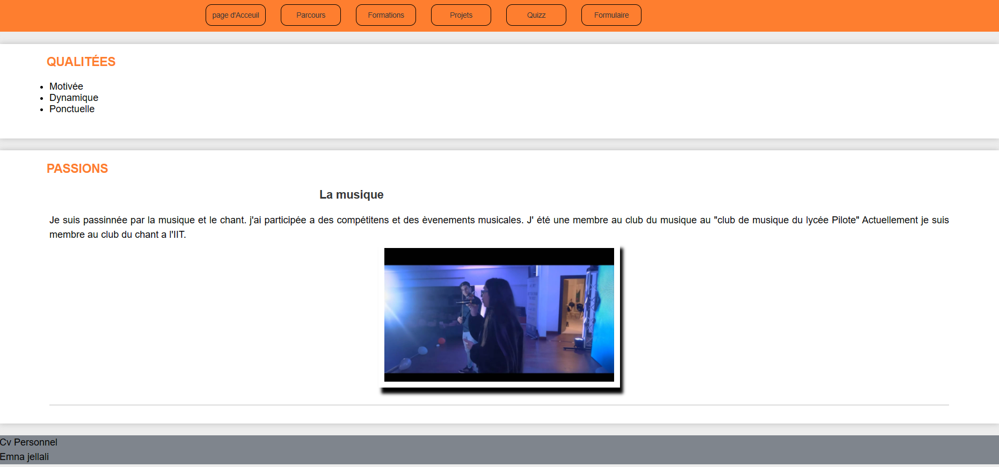 page d'Acceuil Parcours Formations Projets Quizz Formulaire
QUALITÉES
Motivée
Dynamique
Ponctuelle
PASSIONS
La musique
Je suis passinnée par la musique et le chant. j'ai participée a des compétitens et des èvenements musicales. J' été une membre au club du musique au "club de musique du lycée Pilote" Actuellement je suis
membre au club du chant a l'IIT.
Cv Personnel
Emna jellali